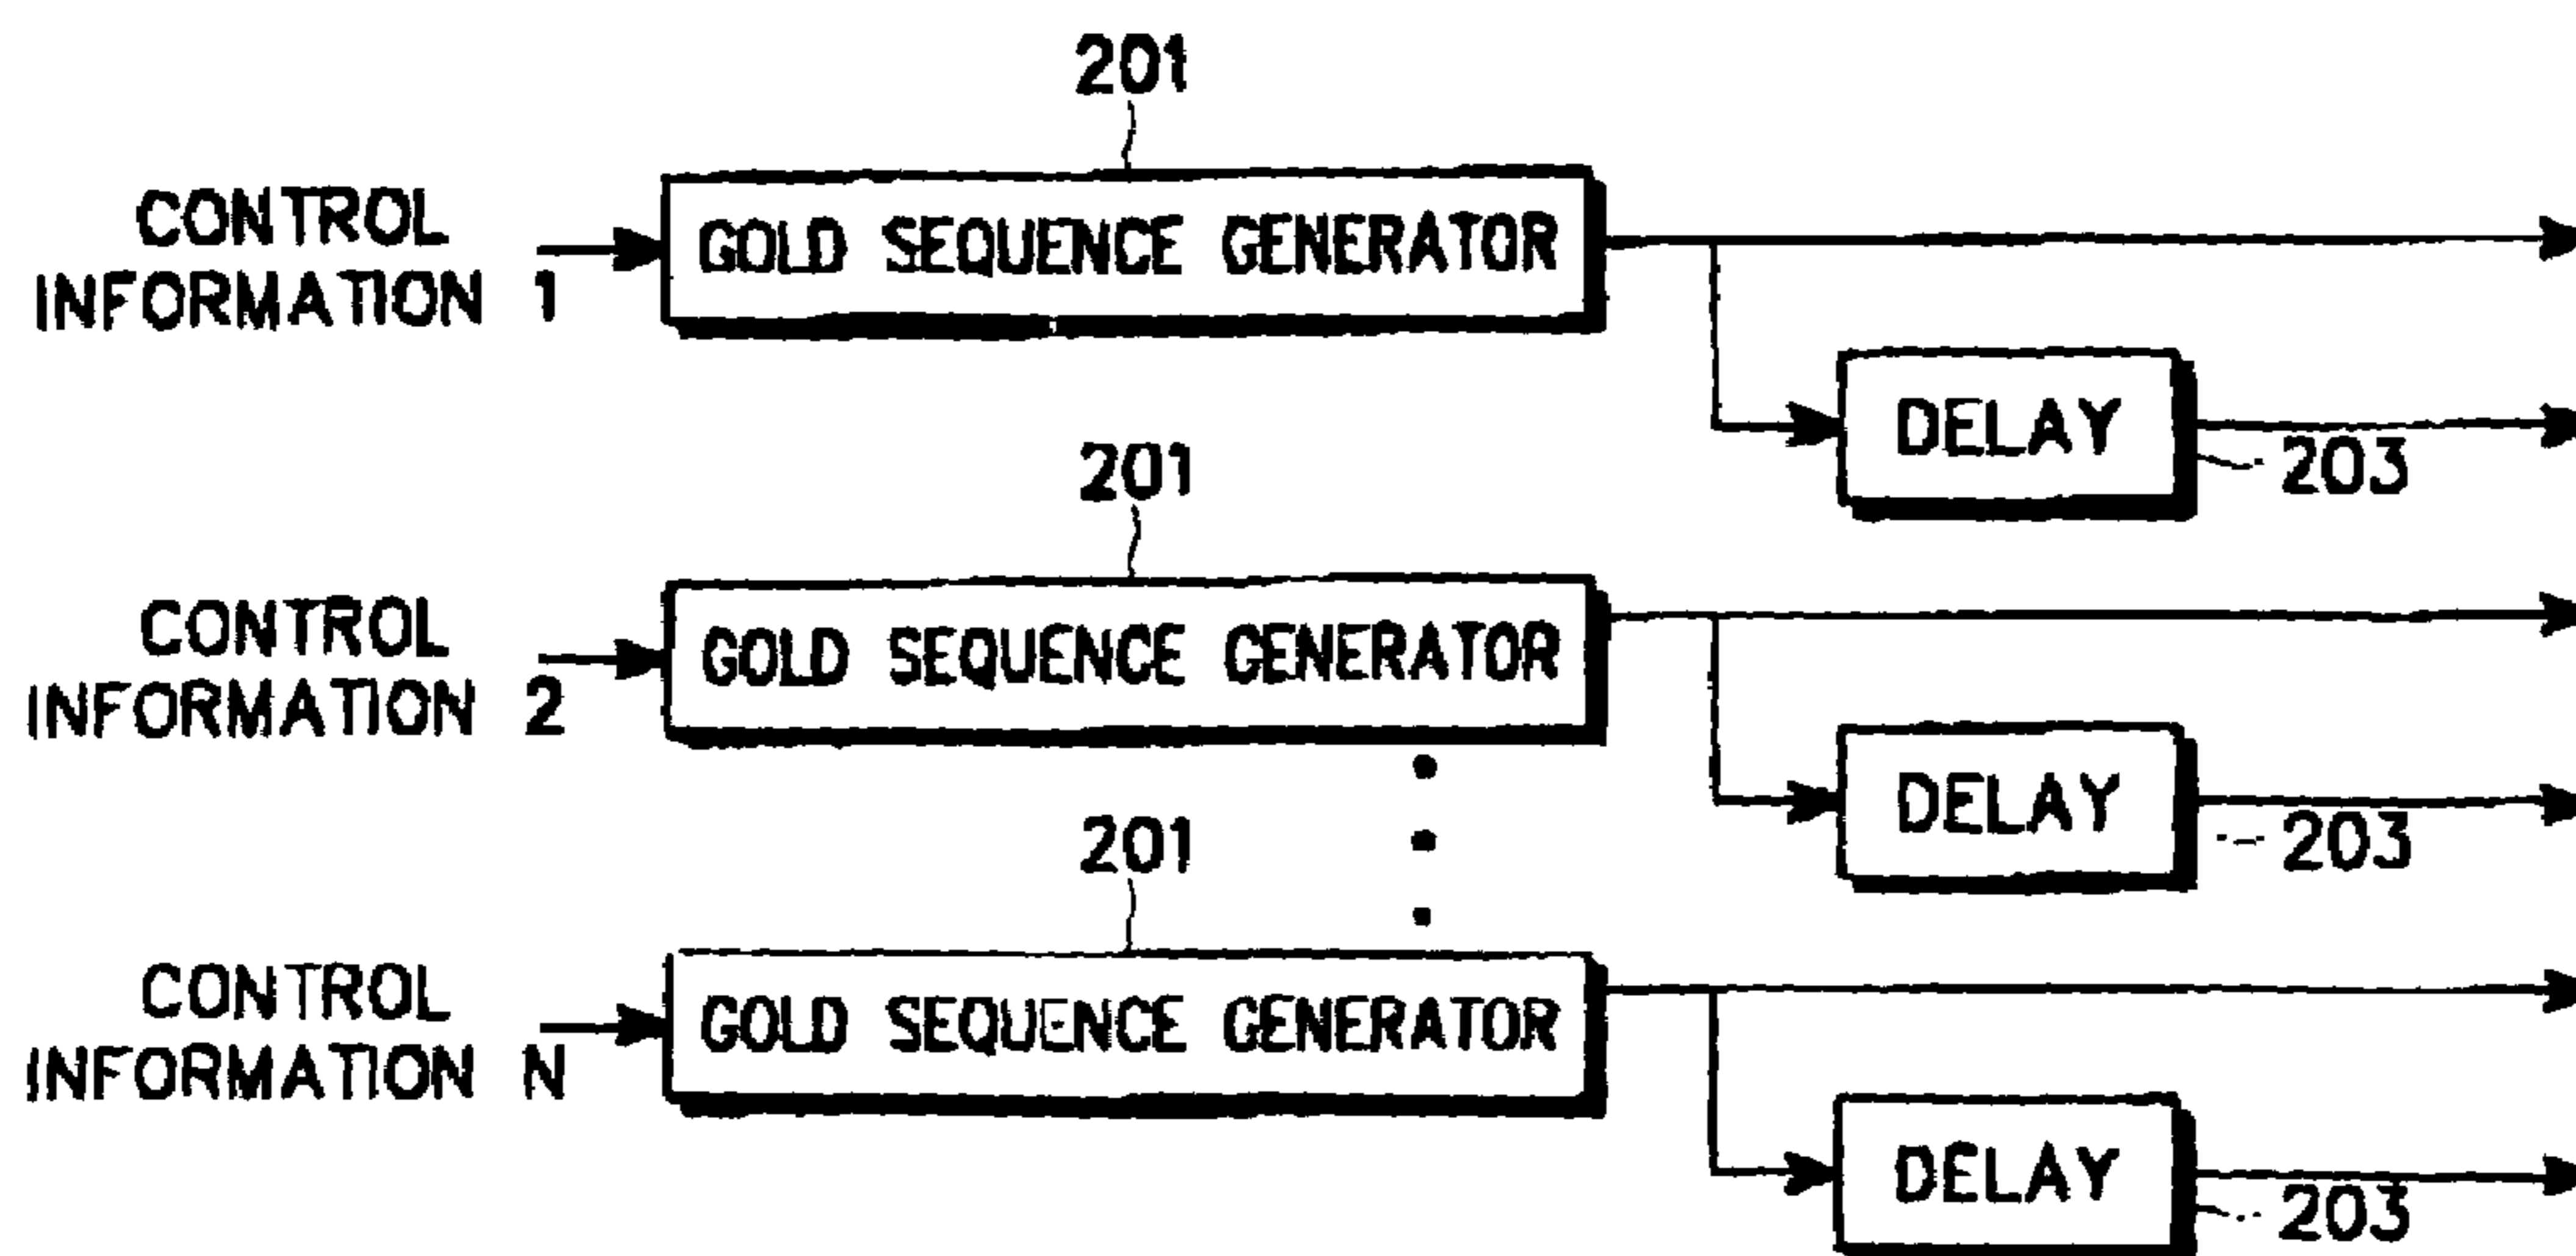 201
CONTROL
INFORMATION 1
GOLD SEQUENCE GENERATOR
DELAY
203
201
CONTROL
INFORMATION 2
GOLD SEQUENCE GENERATOR
DELAY
203
201
CONTROL
INFORMATION N
GOLD SEQUENCE GENERATOR
DELAY
203